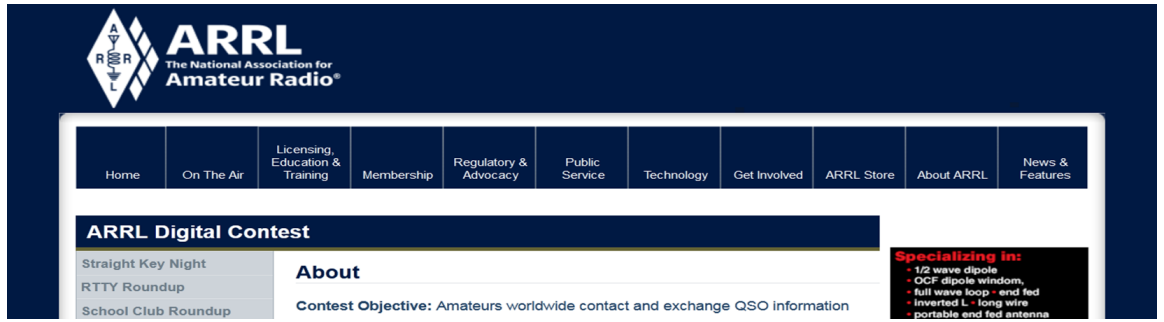 A
R R
L
ARRL
The National Association for
Amateur Radio®
Home
On The Air
Licensing,
Education &
Training
Membership
Regulatory &
Advocacy
Public
Service
Technology
Get Involved
ARRL Store
About ARRL
News &
Features
ARRL Digital Contest
Straight Key Night
RTTY Roundup
School Club Roundup
About
Contest Objective: Amateurs worldwide contact and exchange QSO information
Specializing in:
• 1/2 wave dipole
• OCF dipole windom,
• full wave loop • end fed
• inverted L • long wire
• portable end fed antenna